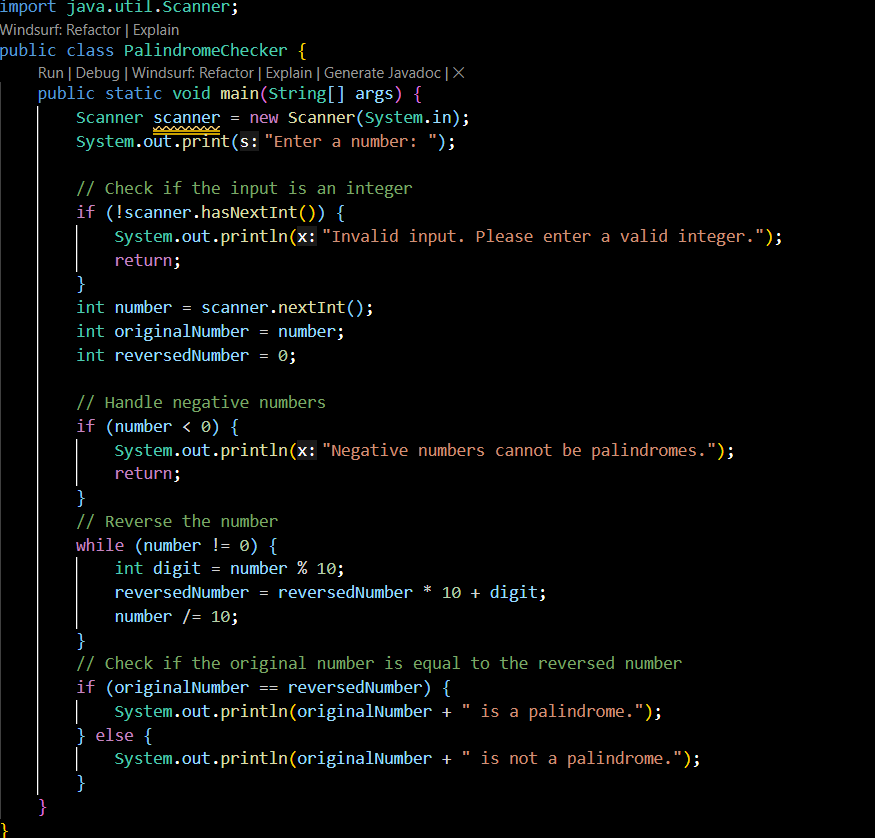 import java.util.Scanner;
Windsurf: Refactor | Explain
public class PalindromeChecker {
Run | Debug | Windsurf: Refactor | Explain | Generate Javadoc | ✕
public static void main(String[] args) {
Scanner scanner = new Scanner(System.in);
System.out.print(s: "Enter a number: ");
// Check if the input is an integer
if (!scanner.hasNextInt()) {
System.out.println(x: "Invalid input. Please enter a valid integer.");
return;
}
int number = scanner.nextInt();
int originalNumber = number;
int reversedNumber = 0;
// Handle negative numbers
if (number < 0) {
System.out.println(x: "Negative numbers cannot be palindromes.");
return;
}
// Reverse the number
while (number != 0) {
int digit = number % 10;
reversedNumber = reversedNumber * 10 + digit;
number /= 10;
}
// Check if the original number is equal to the reversed number
if (originalNumber == reversedNumber) {
System.out.println(originalNumber + " is a palindrome.");
} else {
System.out.println(originalNumber + " is not a palindrome.");
}
}
}